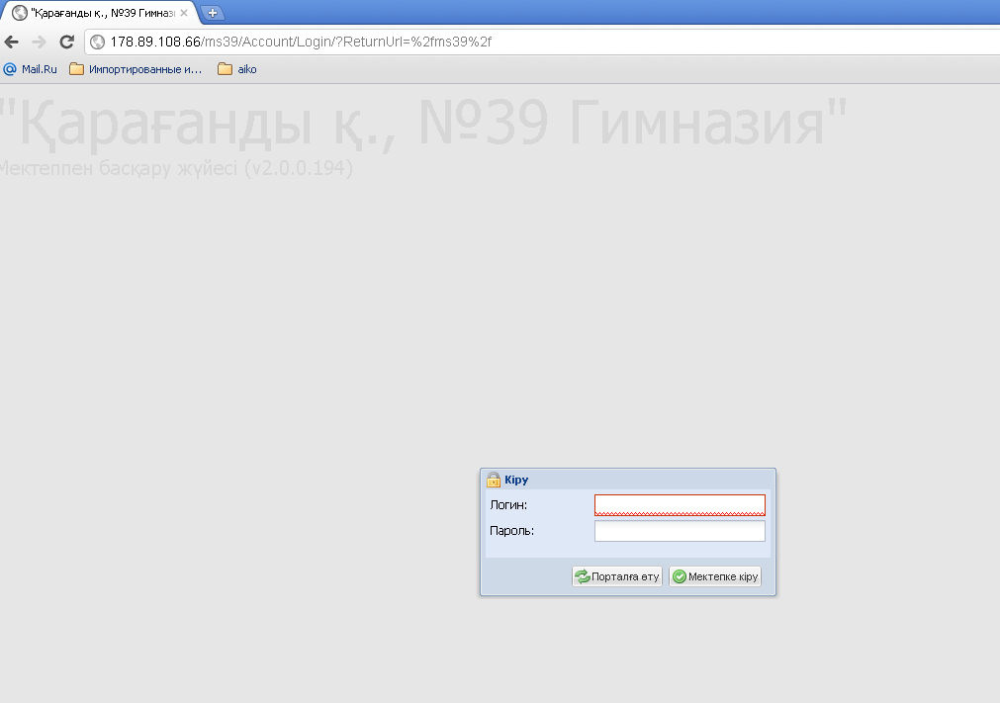 "Қарағанды қ., №39 Гимназ
178.89.108.66/ms39/Account/Login/?ReturnUrl=%2fms39%2f
Mail.Ru Импортированные и... aiko
"Қарағанды қ., №39 Гимназия"
Мектеппен басқару жүйесі (v2.0.0.194)
Кіру
Логин:
Пароль:
Порталға өту Мектепке кіру